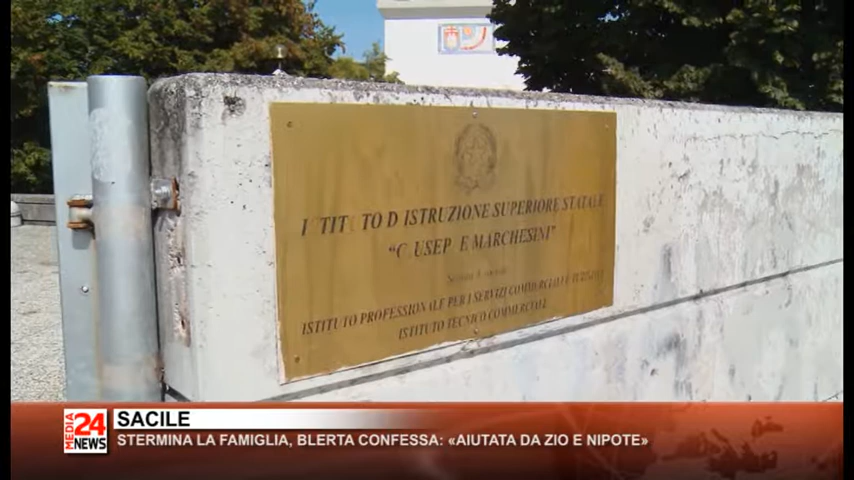 I TIT TO D ISTRUZIONE SUPERIORE STATALE
"G USEP E MARCHESINI"
ISTITUTO PROFESSIONALE PER I SERVIZI COMMERCIALI E TURISTICI
ISTITUTO TECNICO COMMERCIALE
MEDIA 24 NEWS
SACILE
STERMINA LA FAMIGLIA, BLERTA CONFESSA: «AIUTATA DA ZIO E NIPOTE»